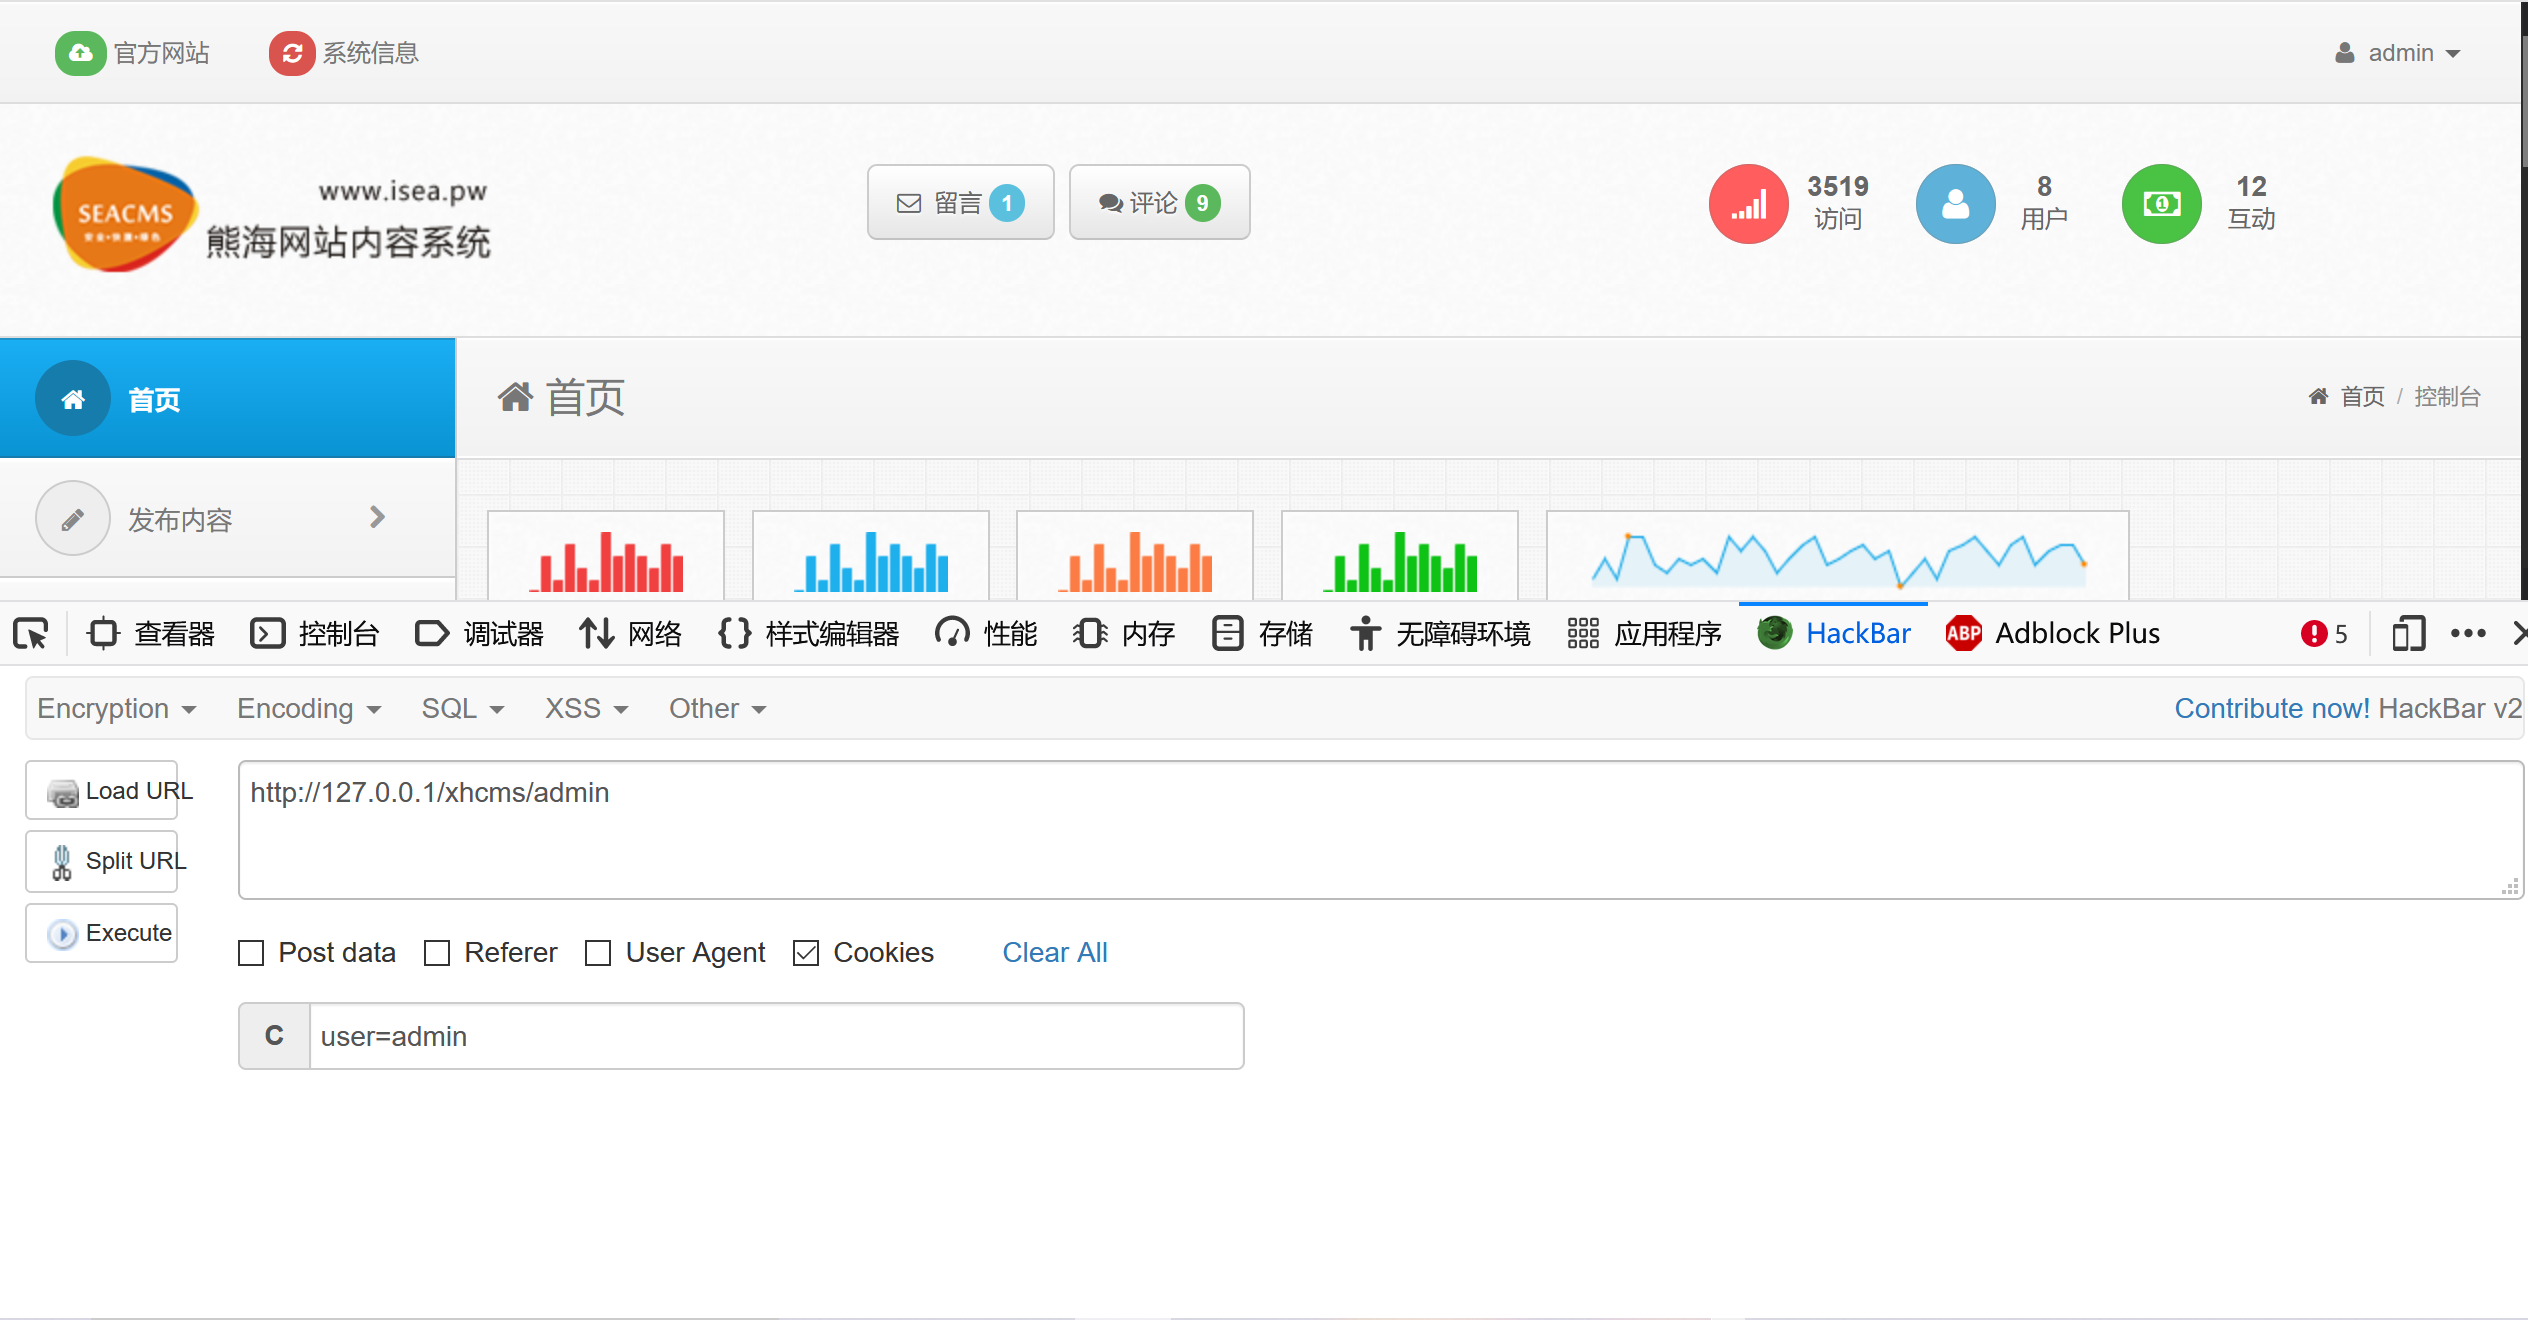 官方网站 系统信息 admin
www.isea.pw
SEACMS
熊海网站内容系统
留言 1 评论 9
3519 8 12
访问 用户 互动
首页
首页
首页 / 控制台
发布内容
查看器 控制台 调试器 网络 样式编辑器 性能 内存 存储 无障碍环境 应用程序 HackBar ABP Adblock Plus 5
Encryption Encoding SQL XSS Other Contribute now! HackBar v2
Load URL
http://127.0.0.1/xhcms/admin
Split URL
Execute
Post data Referer User Agent Cookies Clear All
C user=admin